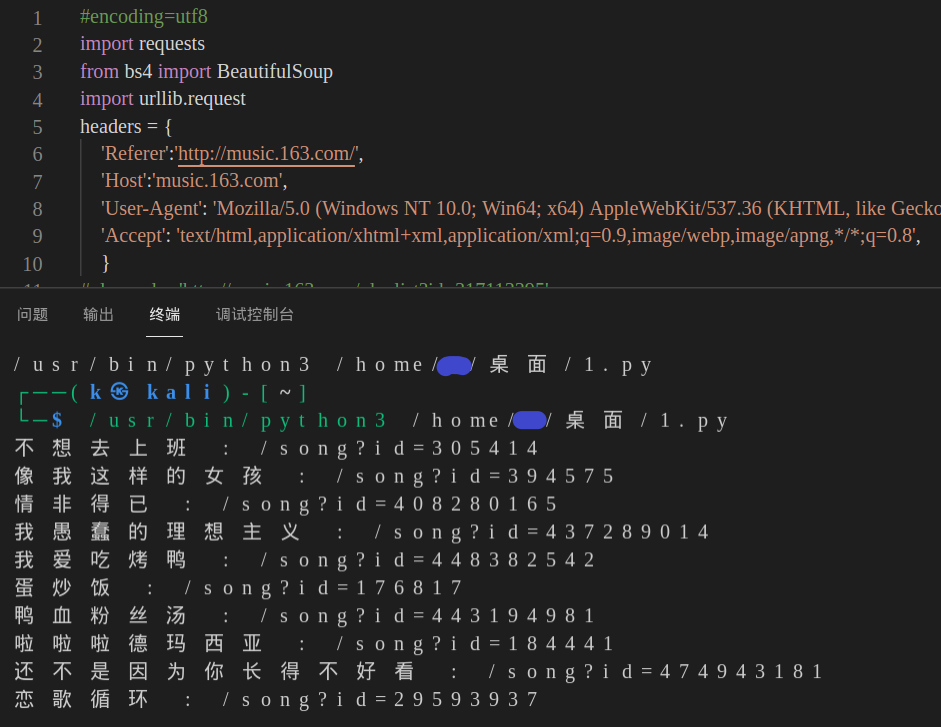 1 #encoding=utf8
2 import requests
3 from bs4 import BeautifulSoup
4 import urllib.request
5 headers = {
6 'Referer':'http://music.163.com/',
7 'Host':'music.163.com',
8 'User-Agent': 'Mozilla/5.0 (Windows NT 10.0; Win64; x64) AppleWebKit/537.36 (KHTML, like Gecko
9 'Accept': 'text/html,application/xhtml+xml,application/xml;q=0.9,image/webp,image/apng,*/*;q=0.8',
10 }
问题 输出 终端 调试控制台
/usr/bin/python3 /home/ /桌面/1.py
┌──(k㉿kali)-[~]
└─$ /usr/bin/python3 /home/ /桌面/1.py
不想去上班 : /song?id=305414
像我这样的女孩 : /song?id=394575
情非得已 : /song?id=408280165
我愚蠢的理想主义 : /song?id=437289014
我爱吃烤鸭 : /song?id=448382542
蛋炒饭 : /song?id=176817
鸭血粉丝汤 : /song?id=443194981
啦啦啦德玛西亚 : /song?id=184441
还不是因为你长得不好看 : /song?id=474943181
恋歌循环 : /song?id=29593937